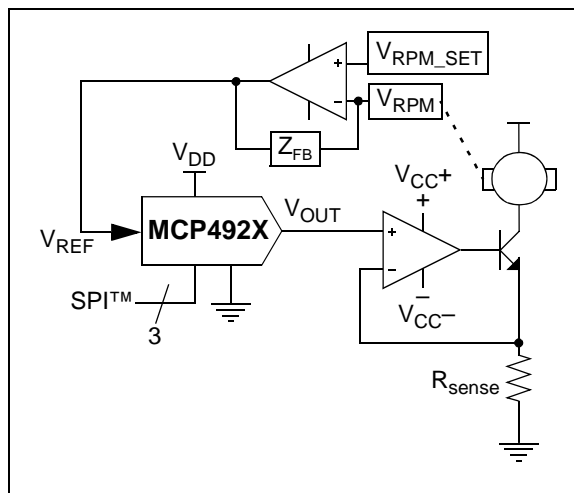 V_RPM_SET
V_RPM
Z_FB
V_DD
V_CC+
+
–
MCP492X
V_OUT
V_REF
SPI™
3
+
–
+
–
V_CC–
R_sense